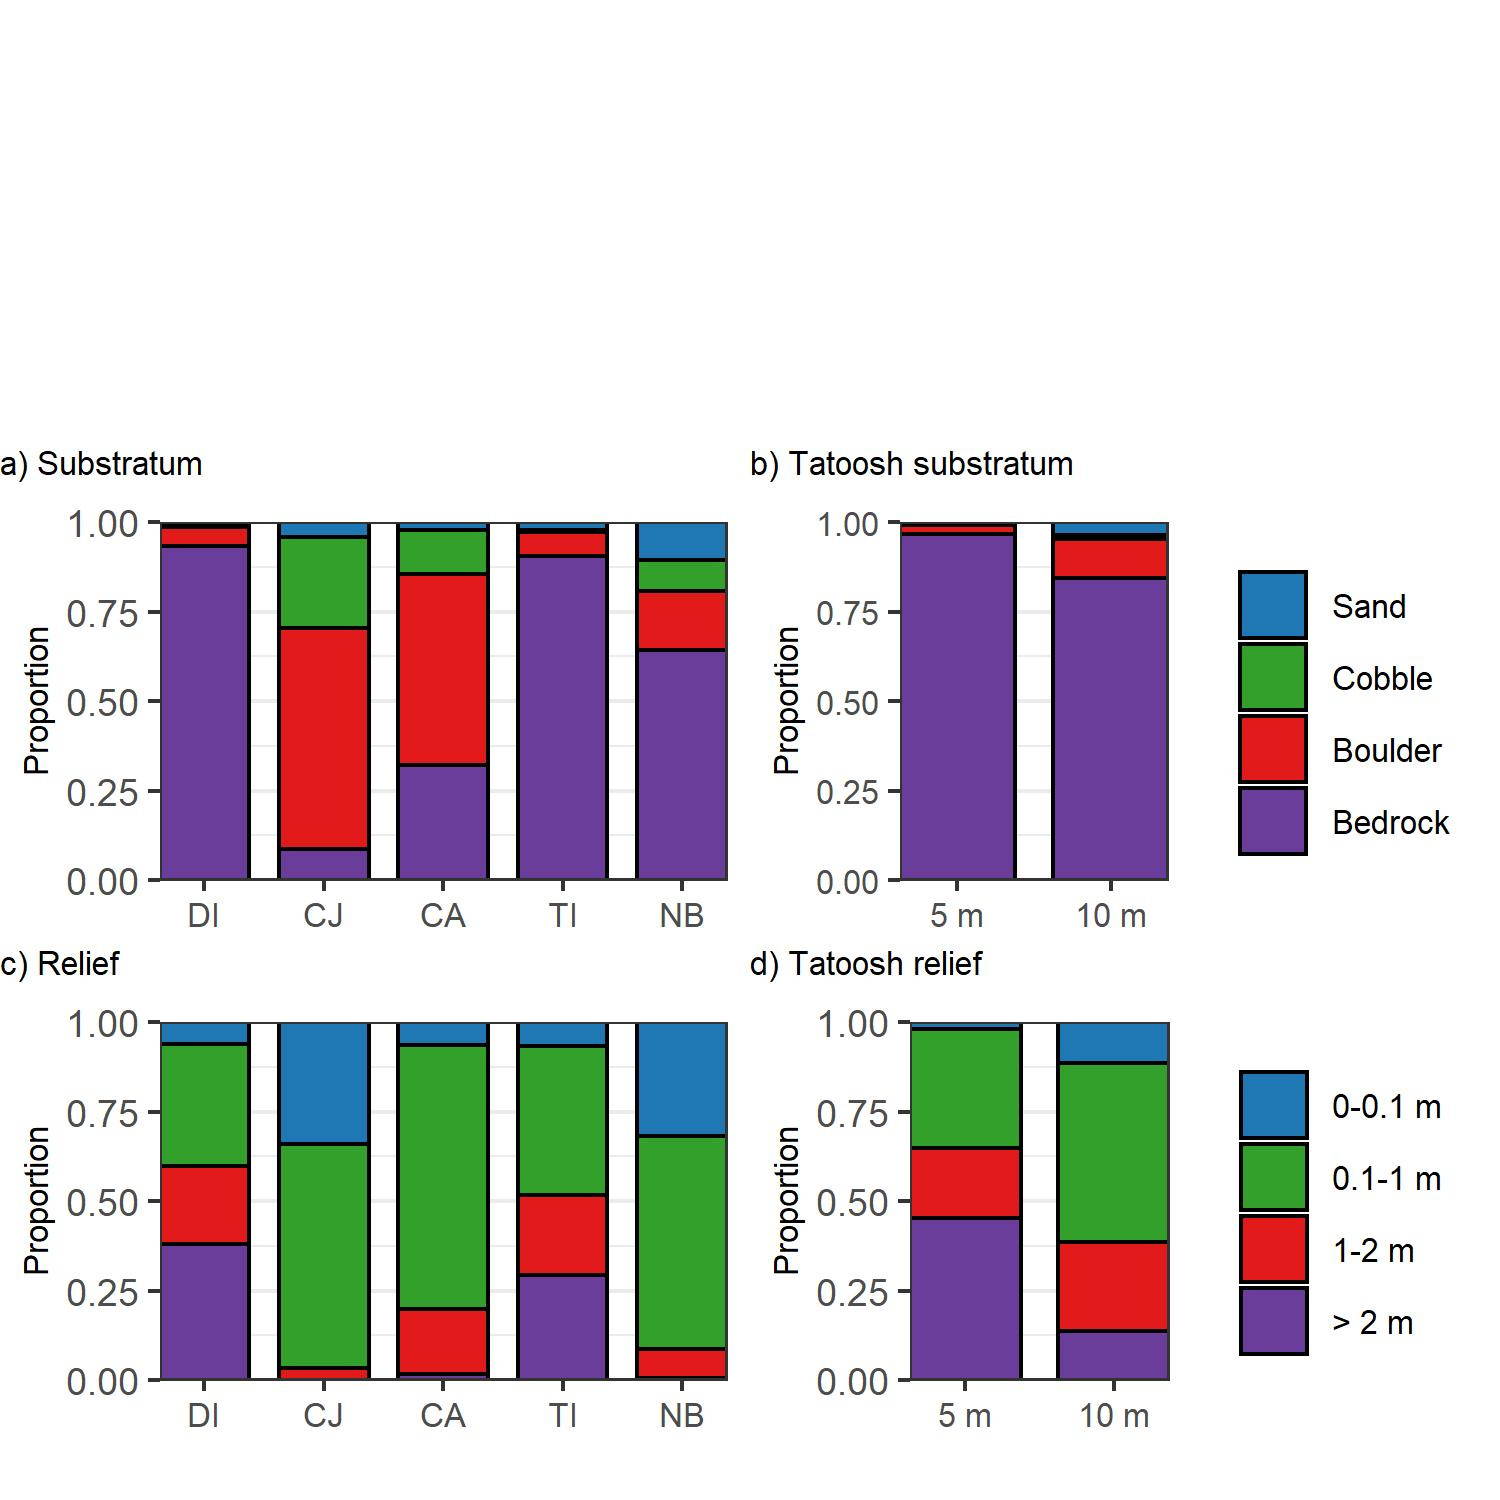 a) Substratum
b) Tatoosh substratum
Proportion
1.00
0.75
0.50
0.25
0.00
DI CJ CA TI NB
Proportion
1.00
0.75
0.50
0.25
0.00
5 m 10 m
Sand
Cobble
Boulder
Bedrock
c) Relief
d) Tatoosh relief
Proportion
1.00
0.75
0.50
0.25
0.00
DI CJ CA TI NB
Proportion
1.00
0.75
0.50
0.25
0.00
5 m 10 m
0-0.1 m
0.1-1 m
1-2 m
> 2 m